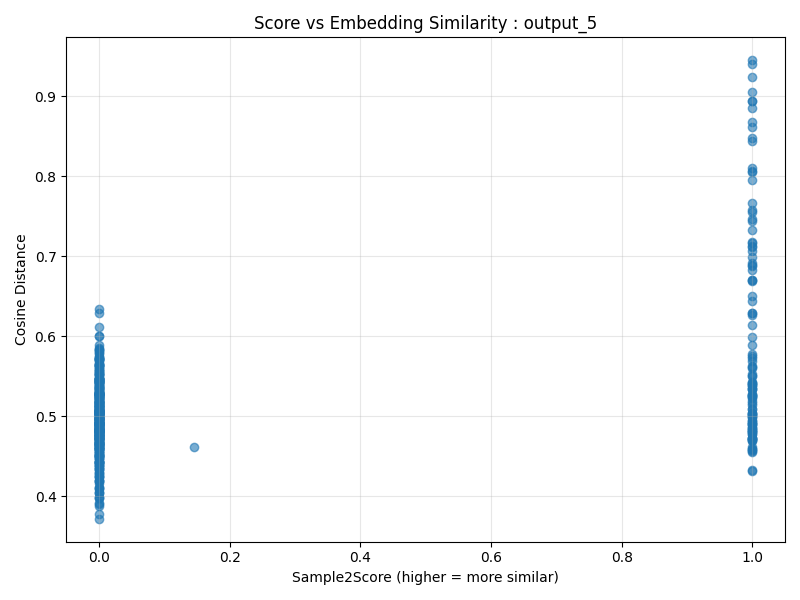 Score vs Embedding Similarity : output_5
Cosine Distance
0.9
0.8
0.7
0.6
0.5
0.4
0.0 0.2 0.4 0.6 0.8 1.0
Sample2Score (higher = more similar)